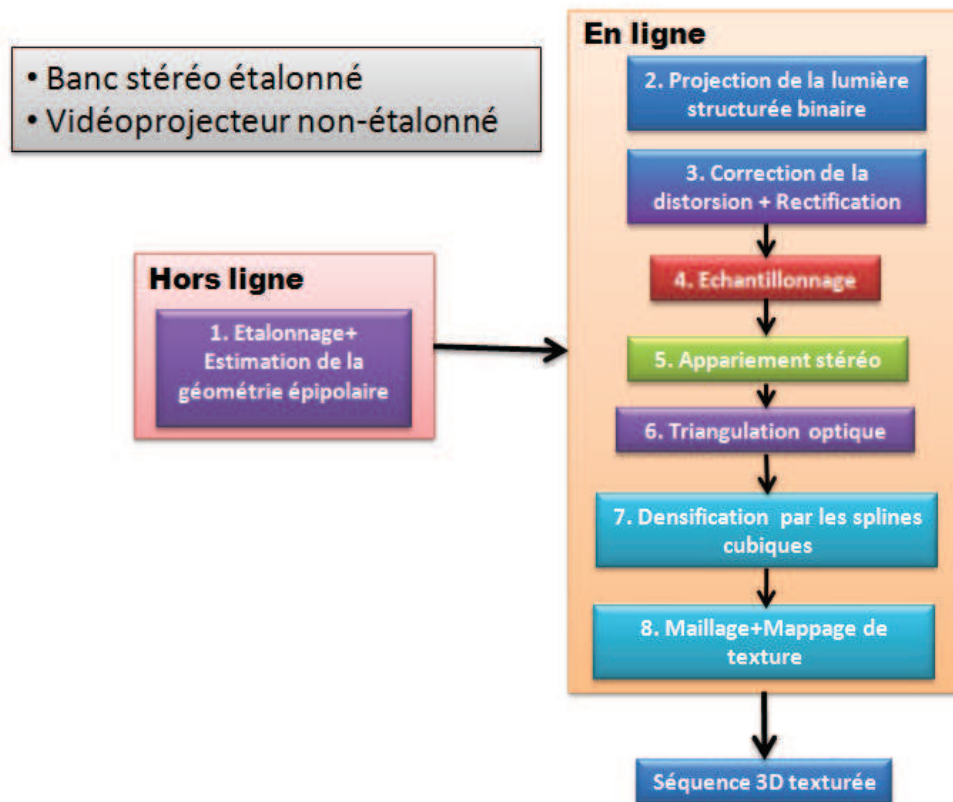 • Banc stéréo étalonné
• Vidéoprojecteur non-étalonné
Hors ligne
1. Etalonnage+
Estimation de la
géométrie épipolaire
En ligne
2. Projection de la lumière
structurée binaire
3. Correction de la
distorsion + Rectification
4. Echantillonnage
5. Appariement stéréo
6. Triangulation optique
7. Densification par les splines
cubiques
8. Maillage+Mappage de
texture
Séquence 3D texturée